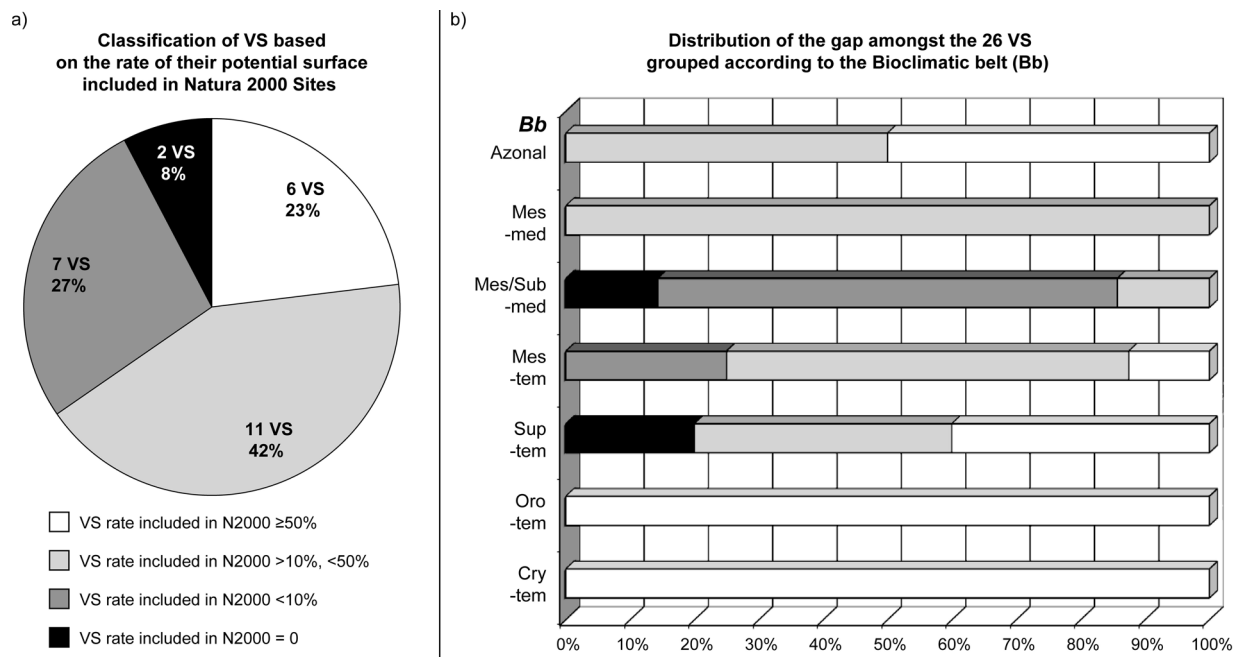 a)
Classification of VS based
on the rate of their potential surface
included in Natura 2000 Sites
2 VS
8%
6 VS
23%
7 VS
27%
11 VS
42%
VS rate included in N2000 ≥50%
VS rate included in N2000 >10%, <50%
VS rate included in N2000 <10%
VS rate included in N2000 = 0
b)
Distribution of the gap amongst the 26 VS
grouped according to the Bioclimatic belt (Bb)
Bb
Azonal
Mes
-med
Mes/Sub
-med
Mes
-tem
Sup
-tem
Oro
-tem
Cry
-tem
0% 10% 20% 30% 40% 50% 60% 70% 80% 90% 100%